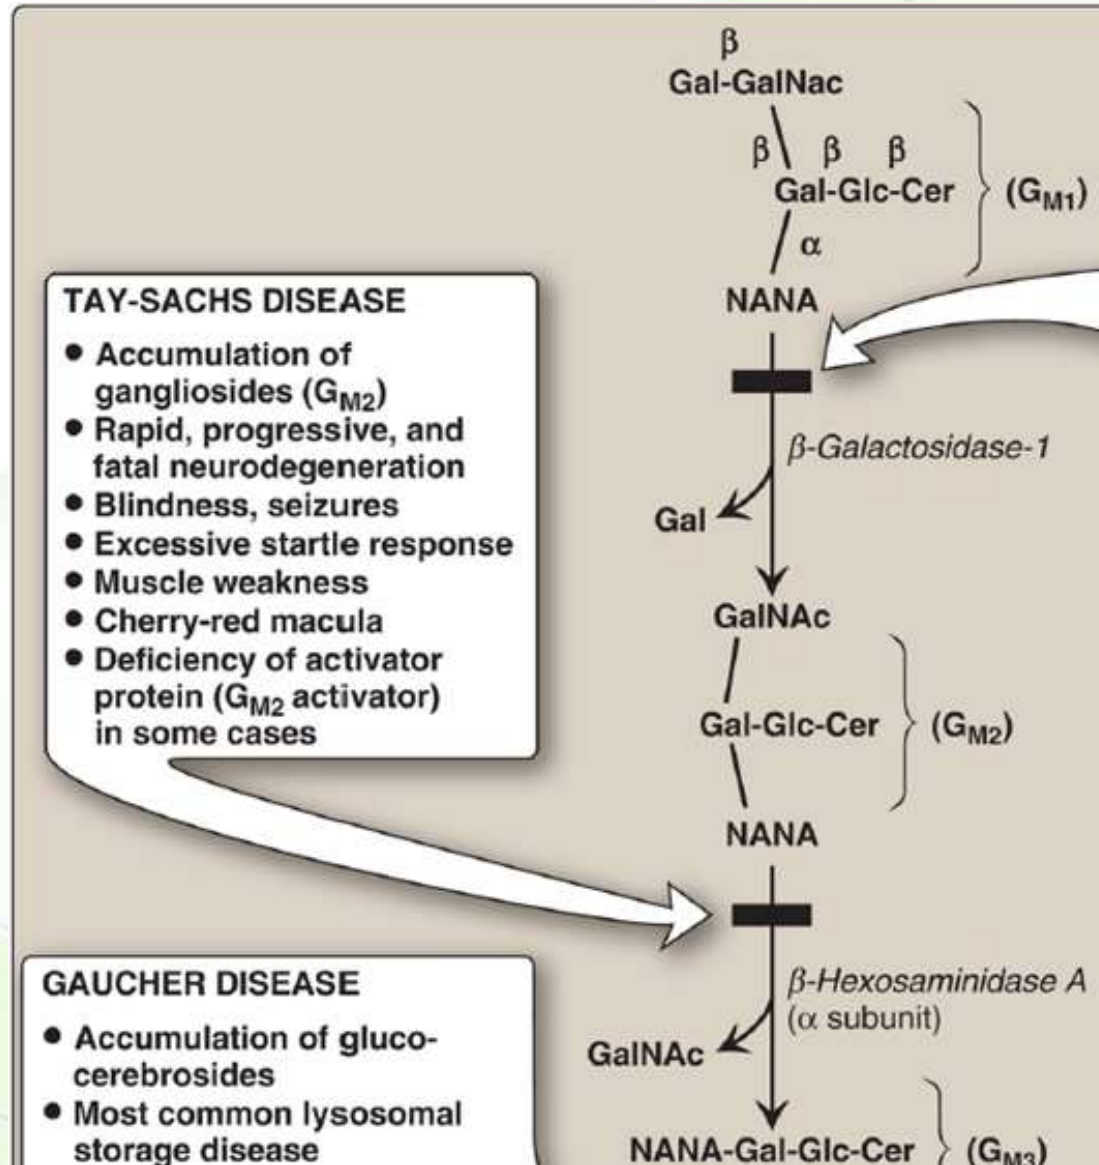 β
Gal-GalNac
β β β
Gal-Glc-Cer
(GM1)
α
NANA
TAY-SACHS DISEASE
● Accumulation of
gangliosides (GM2)
● Rapid, progressive, and
fatal neurodegeneration
● Blindness, seizures
● Excessive startle response
● Muscle weakness
● Cherry-red macula
● Deficiency of activator
protein (GM2 activator)
in some cases
β-Galactosidase-1
Gal
GalNAc
Gal-Glc-Cer
(GM2)
NANA
β-Hexosaminidase A
(α subunit)
GalNAc
NANA-Gal-Glc-Cer
(GM3)
GAUCHER DISEASE
● Accumulation of gluco-
cerebrosides
● Most common lysosomal
storage disease